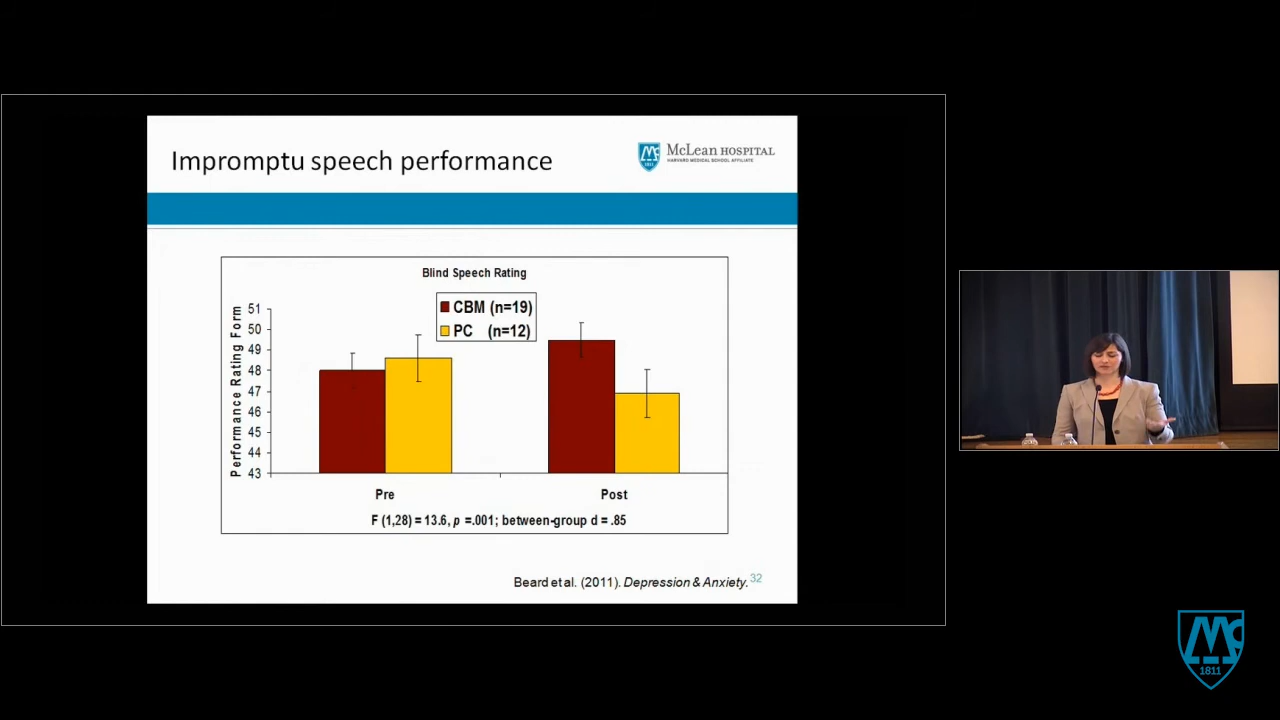 Impromptu speech performance
McLean HOSPITAL
HARVARD MEDICAL SCHOOL AFFILIATE
1811
Blind Speech Rating
CBM (n=19)
PC (n=12)
Performance Rating Form
51
50
49
48
47
46
45
44
43
Pre
Post
F (1,28) = 13.6, p =.001; between-group d = .85
Beard et al. (2011). Depression & Anxiety. 32
1811